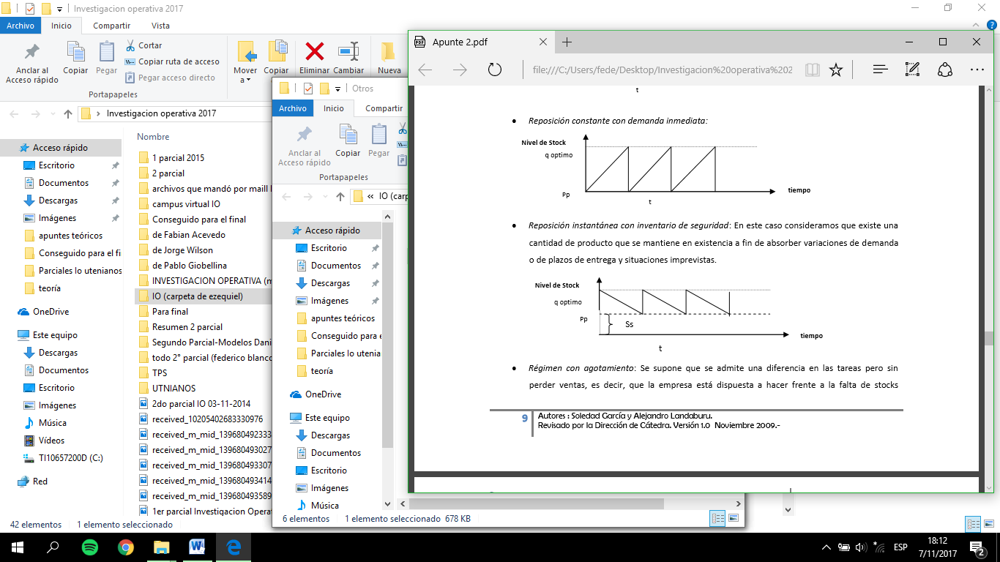 Investigacion operativa 2017
Archivo
Inicio
Compartir
Vista
Anclar al
Acceso rápido
Copiar
Pegar
Cortar
Copiar ruta de acceso
Pegar acceso directo
Portapapeles
Mover
a
Copiar
Eliminar
Cambiar
Nueva
Investigacion operativa 2017
Acceso rápido
Escritorio
Documentos
Descargas
Imágenes
apuntes teóricos
Conseguido para el fi
Parciales lo utenianos
teoría
OneDrive
Este equipo
Descargas
Documentos
Escritorio
Imágenes
Música
Vídeos
TI10657200D (C:)
Red
Nombre
1 parcial 2015
2 parcial
archivos que mandó por maill
campus virtual IO
Conseguido para el final
de Fabian Acevedo
de Jorge Wilson
de Pablo Giobellina
INVESTIGACION OPERATIVA (m
IO (carpeta de ezequiel)
Para final
Resumen 2 parcial
Segundo Parcial-Modelos Dani
todo 2° parcial (federico blanco
TPS
UTNIANOS
2do parcial IO 03-11-2014
received_10205402683330976
received_m_mid_139680492333
received_m_mid_139680493027
received_m_mid_139680493307
received_m_mid_139680493414
received_m_mid_139680493589
1er parcial Investigacion Operat
42 elementos
1 elemento seleccionado
Otros
Archivo
Inicio
Compartir
Anclar al
Acceso rápido
Copiar
Pegar
Portapapeles
« IO (carp
Acceso rápido
Escritorio
Documentos
Descargas
Imágenes
apuntes teóricos
Conseguido para e
Parciales lo utenia
teoría
OneDrive
Este equipo
Descargas
Documentos
Escritorio
Imágenes
Música
6 elementos
1 elemento seleccionado 678 KB
PDF
Apunte 2.pdf
file:///C:/Users/fede/Desktop/Investigacion%20operativa%202
t
• Reposición constante con demanda inmediata:
Nivel de Stock
q optimo
Pp
tiempo
t
• Reposición instantánea con inventario de seguridad: En este caso consideramos que existe una
cantidad de producto que se mantiene en existencia a fin de absorber variaciones de demanda
o de plazos de entrega y situaciones imprevistas.
Nivel de Stock
q optimo
Pp
Ss
tiempo
t
• Régimen con agotamiento: Se supone que se admite una diferencia en las tareas pero sin
perder ventas, es decir, que la empresa está dispuesta a hacer frente a la falta de stocks
9
Autores : Soledad García y Alejandro Landaburu.
Revisado por la Dirección de Cátedra. Versión 1.0 Noviembre 2009.-
ESP
18:12
7/11/2017
2